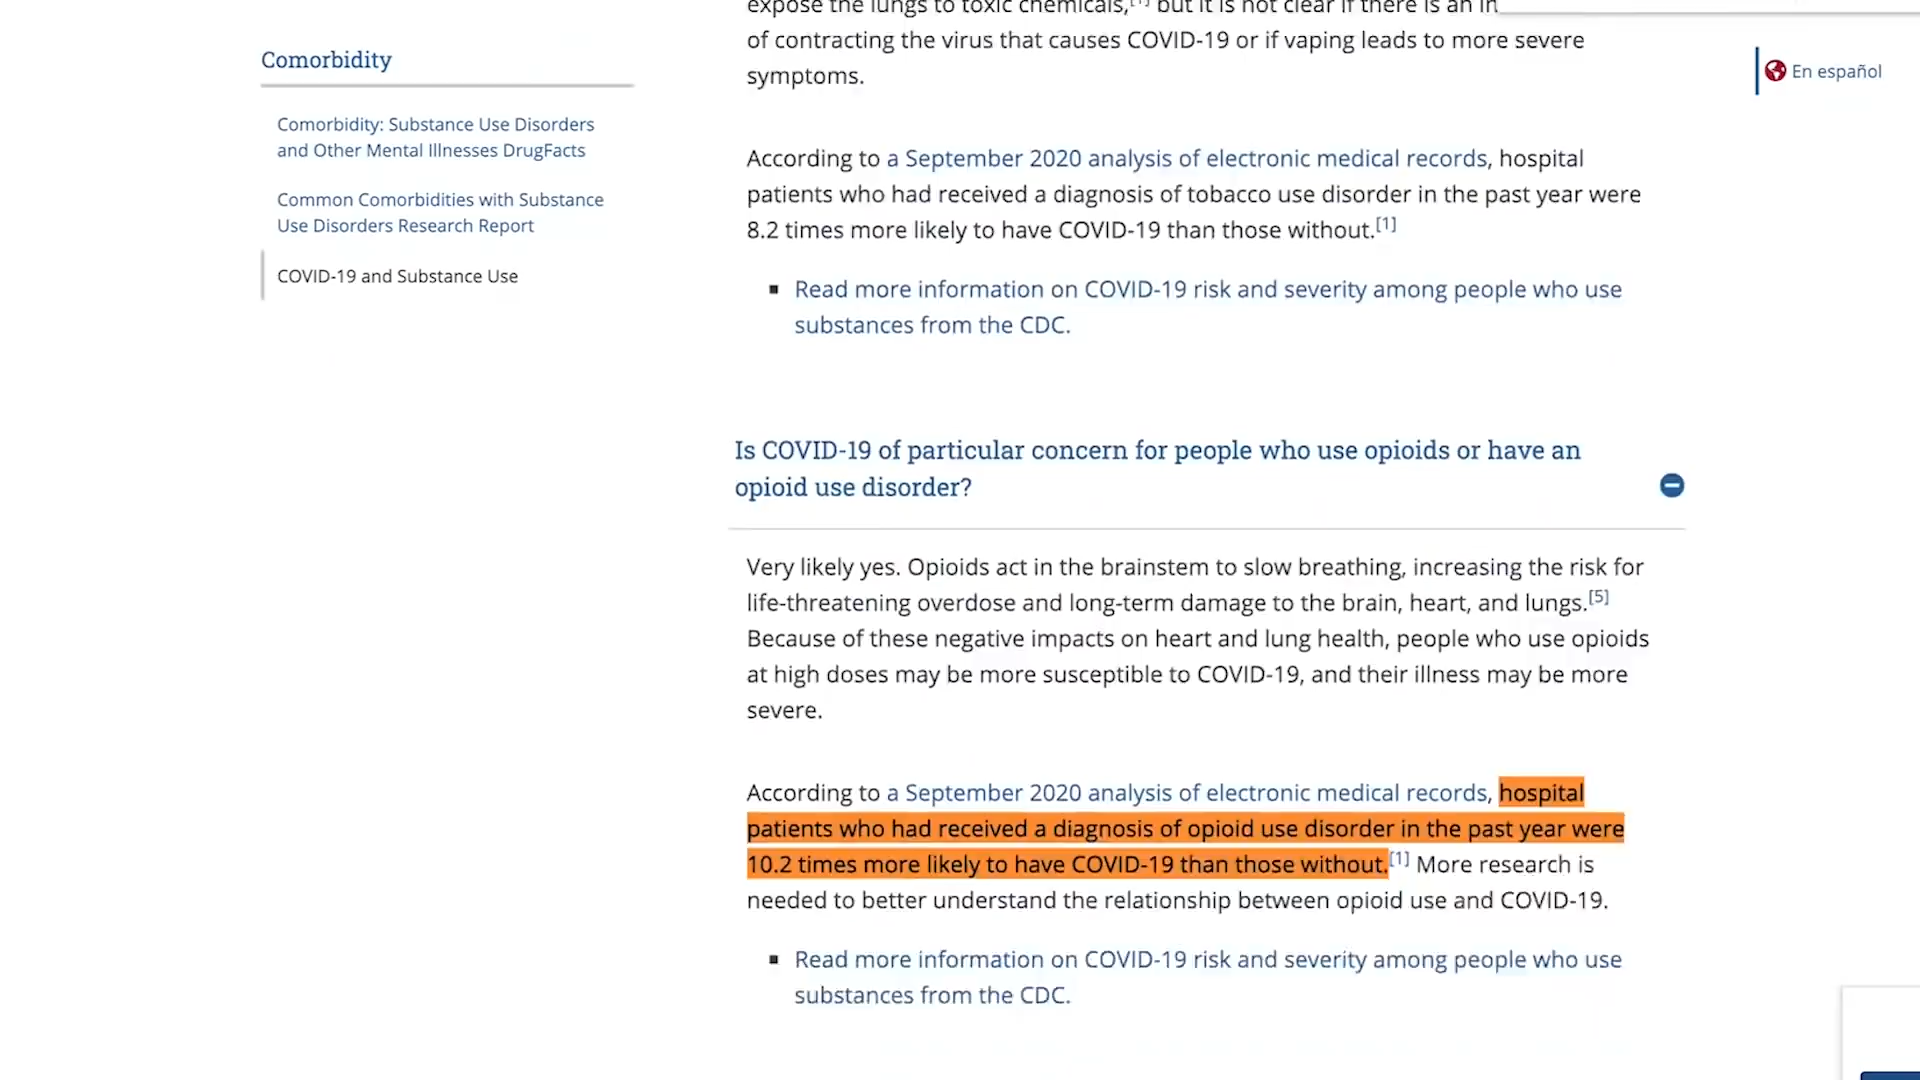 Comorbidity
Comorbidity: Substance Use Disorders
and Other Mental Illnesses DrugFacts
Common Comorbidities with Substance
Use Disorders Research Report
COVID-19 and Substance Use
expose the lungs to toxic chemicals, but it is not clear if there is an
of contracting the virus that causes COVID-19 or if vaping leads to more severe
symptoms.
According to a September 2020 analysis of electronic medical records, hospital
patients who had received a diagnosis of tobacco use disorder in the past year were
8.2 times more likely to have COVID-19 than those without.[1]
Read more information on COVID-19 risk and severity among people who use
substances from the CDC.
Is COVID-19 of particular concern for people who use opioids or have an
opioid use disorder?
Very likely yes. Opioids act in the brainstem to slow breathing, increasing the risk for
life-threatening overdose and long-term damage to the brain, heart, and lungs.[5]
Because of these negative impacts on heart and lung health, people who use opioids
at high doses may be more susceptible to COVID-19, and their illness may be more
severe.
According to a September 2020 analysis of electronic medical records, hospital
patients who had received a diagnosis of opioid use disorder in the past year were
10.2 times more likely to have COVID-19 than those without.[1] More research is
needed to better understand the relationship between opioid use and COVID-19.
Read more information on COVID-19 risk and severity among people who use
substances from the CDC.
En español